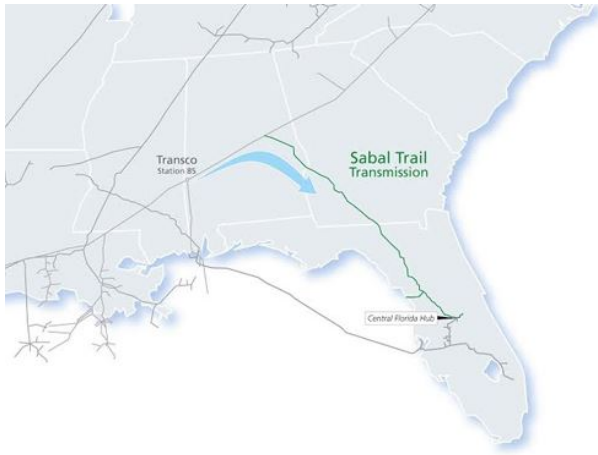 Transco
Station 85
Sabal Trail
Transmission
Central Florida Hub